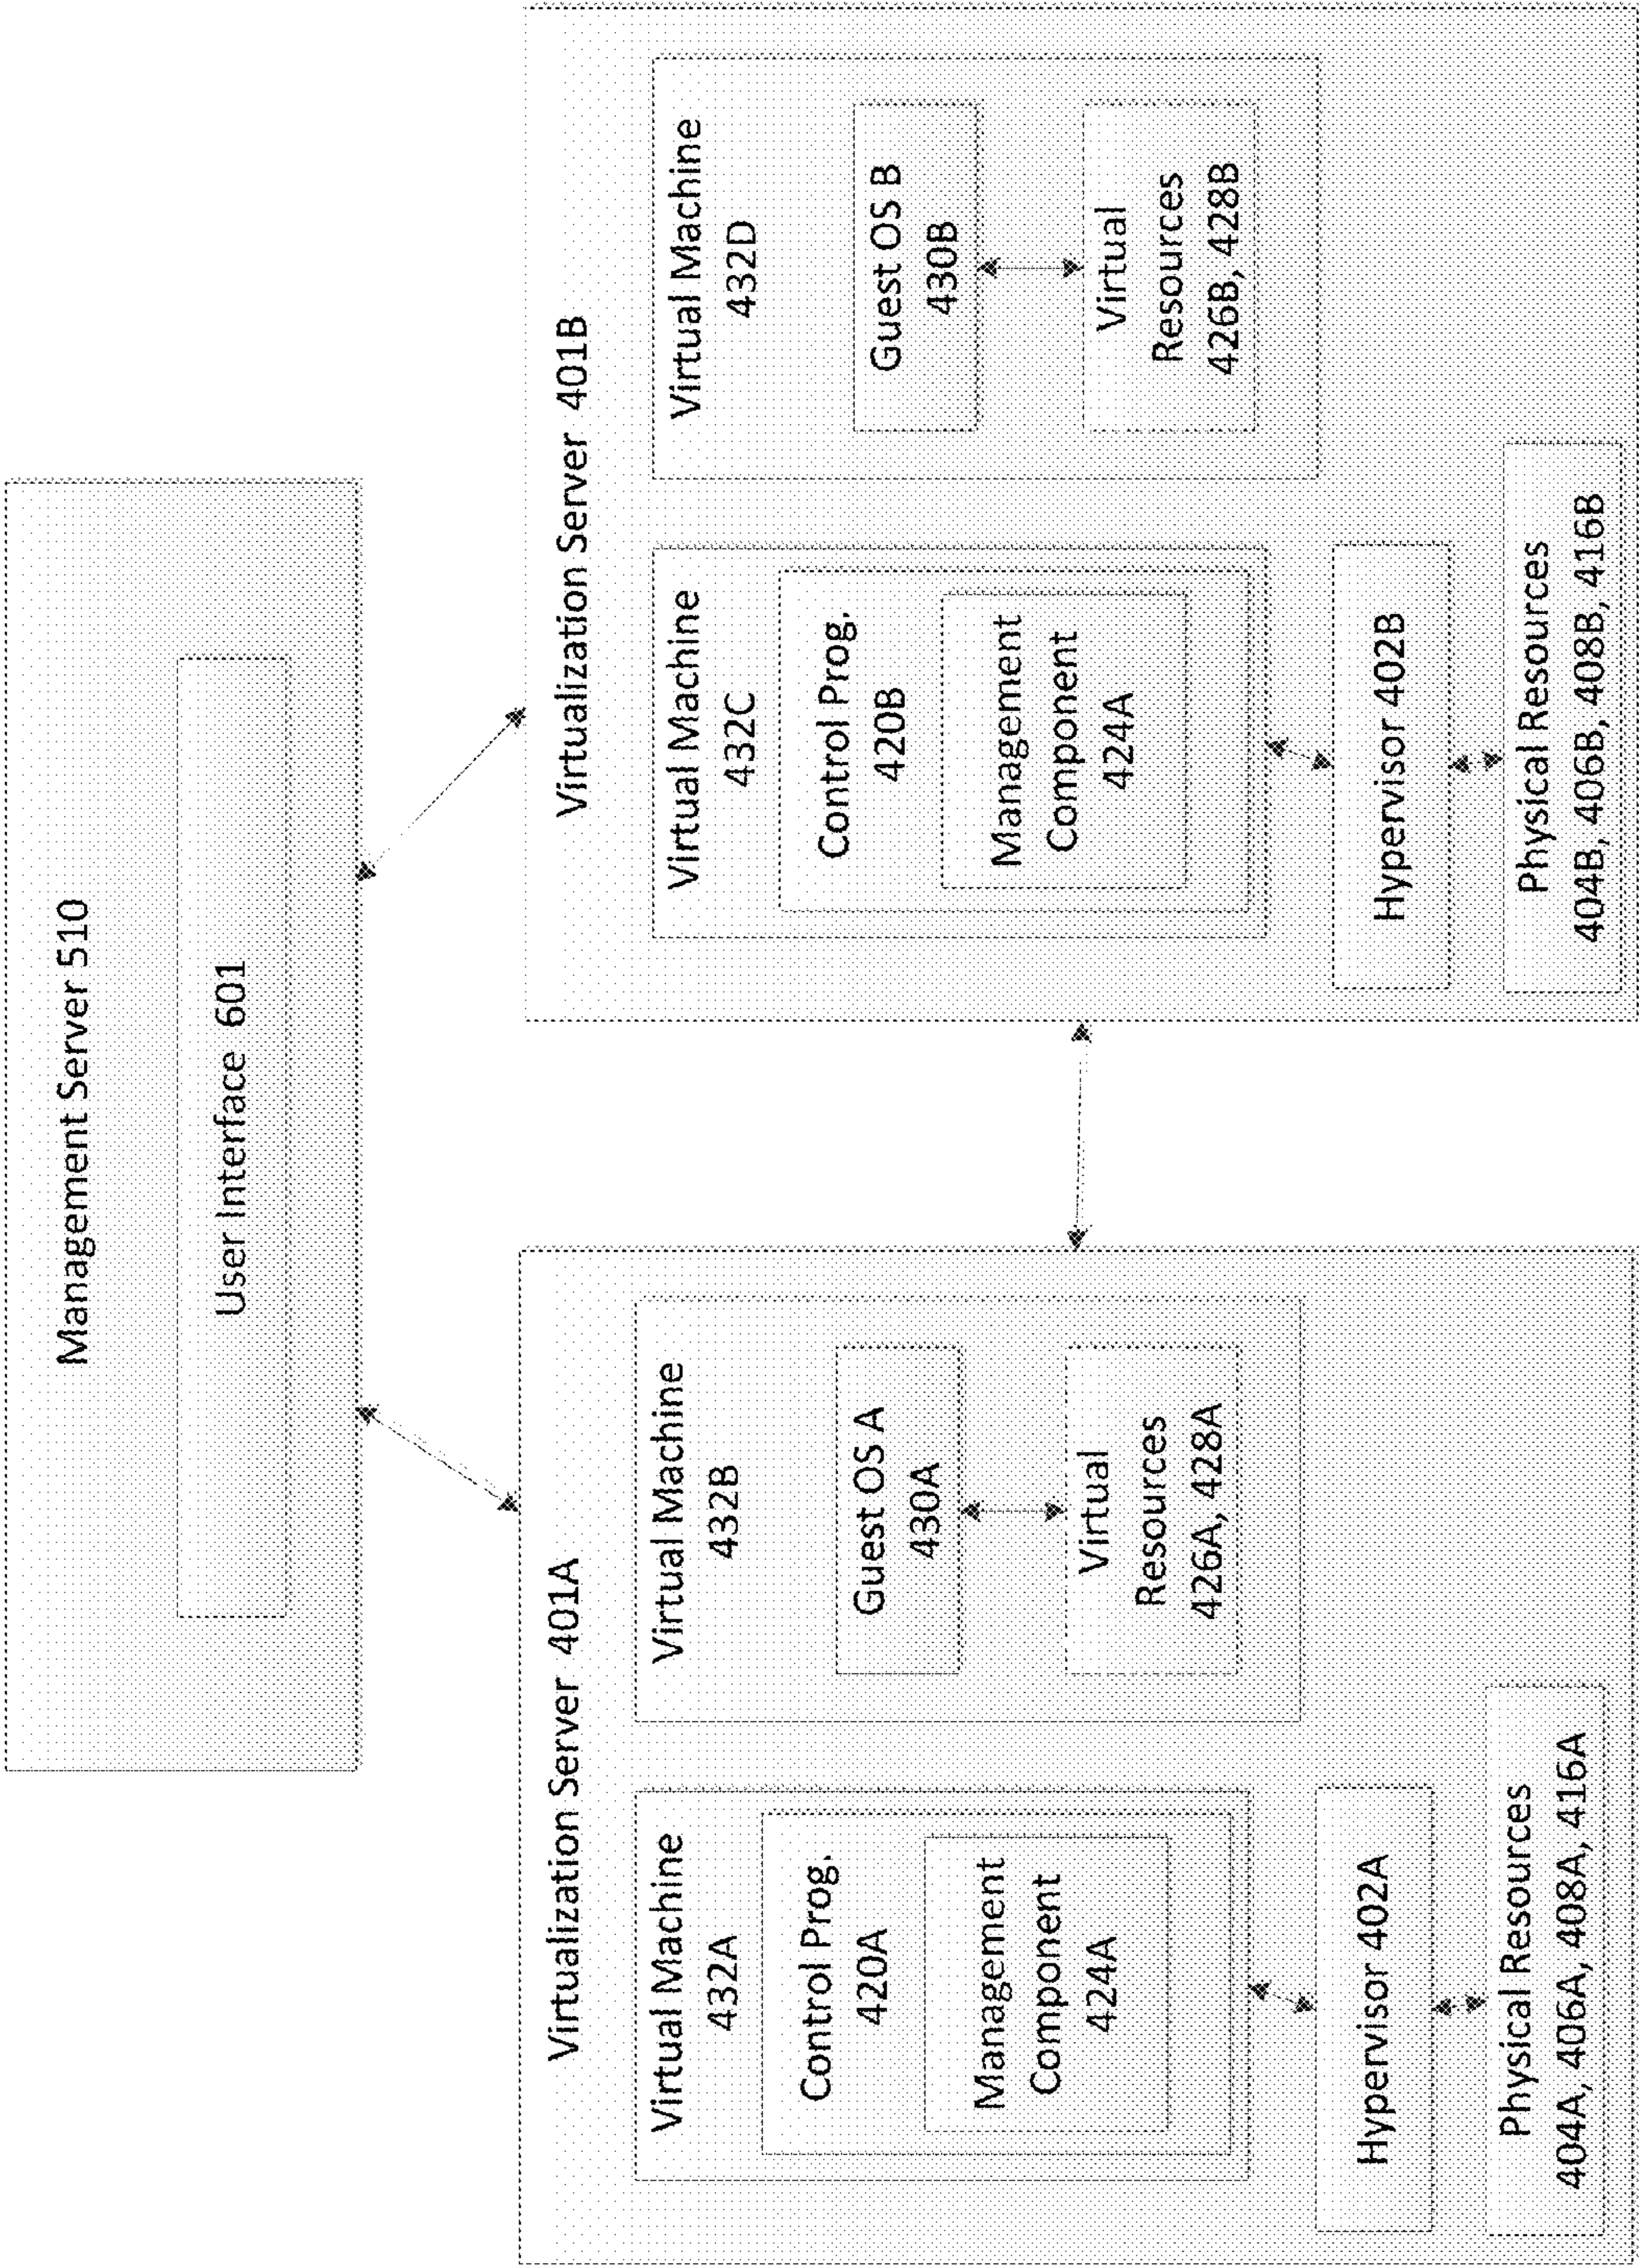 Management Server 510
User Interface 601
Virtualization Server 401A
Virtual Machine
432A
Control Prog.
420A
Management
Component
424A
Hypervisor 402A
Physical Resources
404A, 406A, 408A, 416A
Virtual Machine
432B
Guest OS A
430A
Virtual
Resources
426A, 428A
Virtualization Server 401B
Virtual Machine
432C
Control Prog.
420B
Management
Component
424A
Hypervisor 402B
Physical Resources
404B, 406B, 408B, 416B
Virtual Machine
432D
Guest OS B
430B
Virtual
Resources
426B, 428B